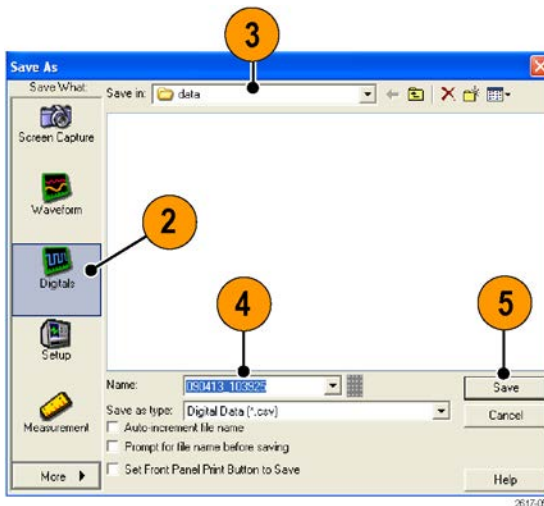 3
Save As
Save What:
Save in: data
Screen Capture
Waveform
2
Digitals
4
5
Setup
Name: 090413_103925
Save
Save as type: Digital Data (*.csv)
Cancel
Measurement
Auto-increment file name
Prompt for file name before saving
Set Front Panel Print Button to Save
More
Help